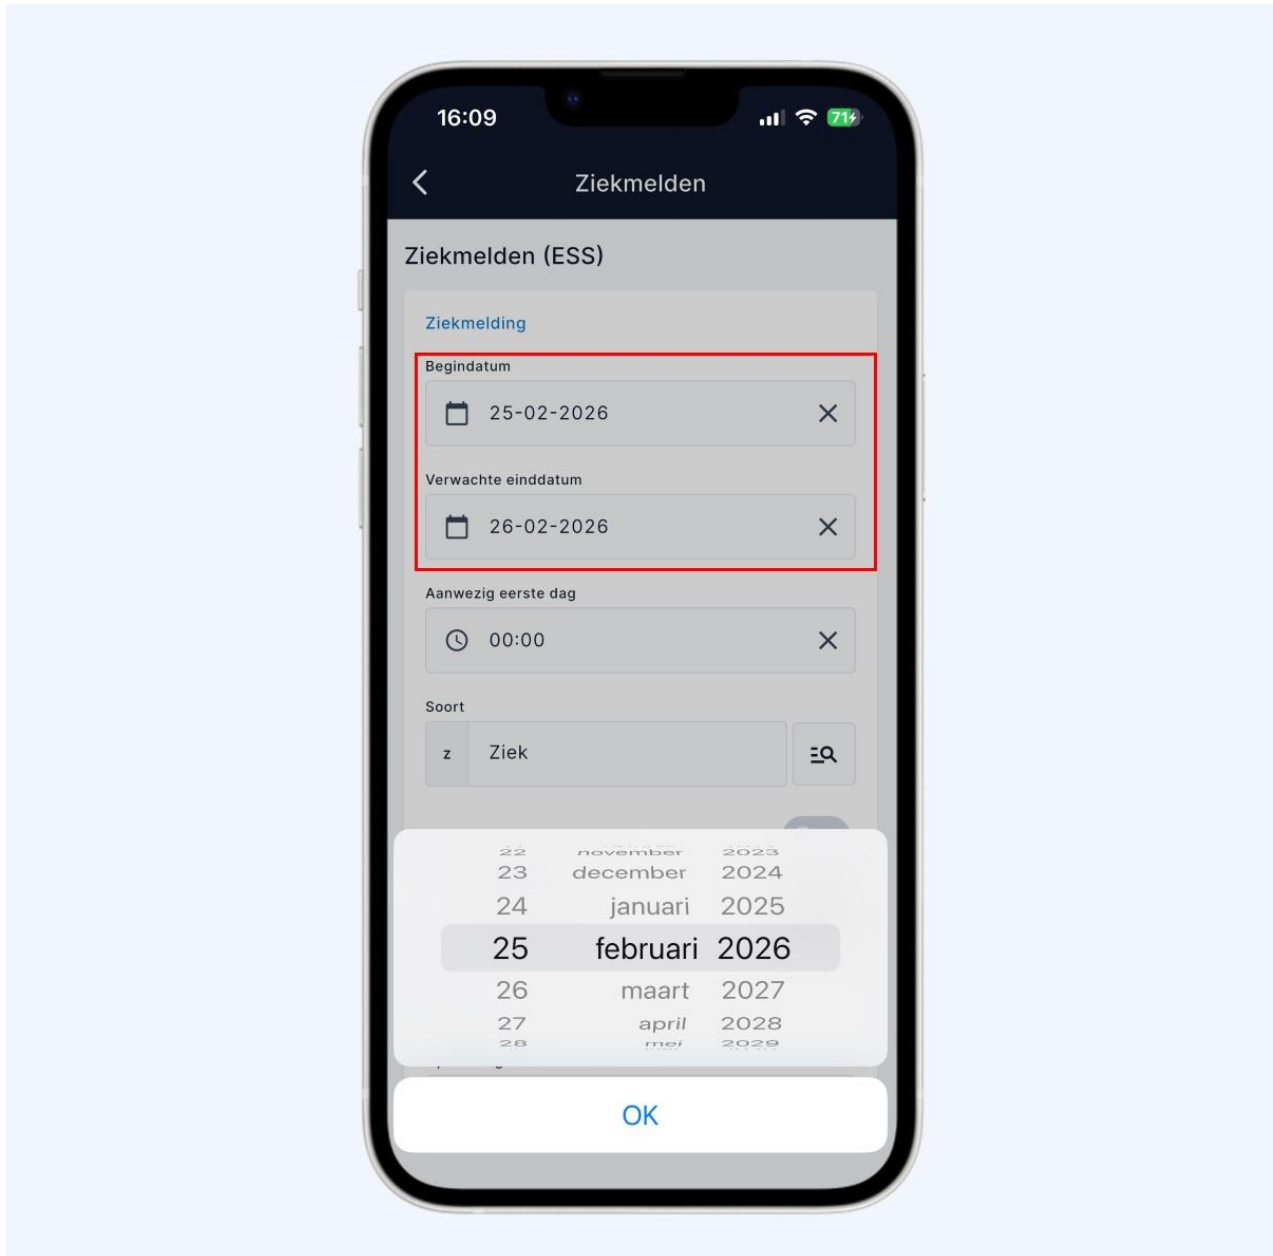 16:09
71
Ziekmelden
Ziekmelden (ESS)
Ziekmelding
Begindatum
25-02-2026
Verwachte einddatum
26-02-2026
Aanwezig eerste dag
00:00
Soort
z Ziek
22 november 2023
23 december 2024
24 januari 2025
25 februari 2026
26 maart 2027
27 april 2028
28 mei 2029
OK